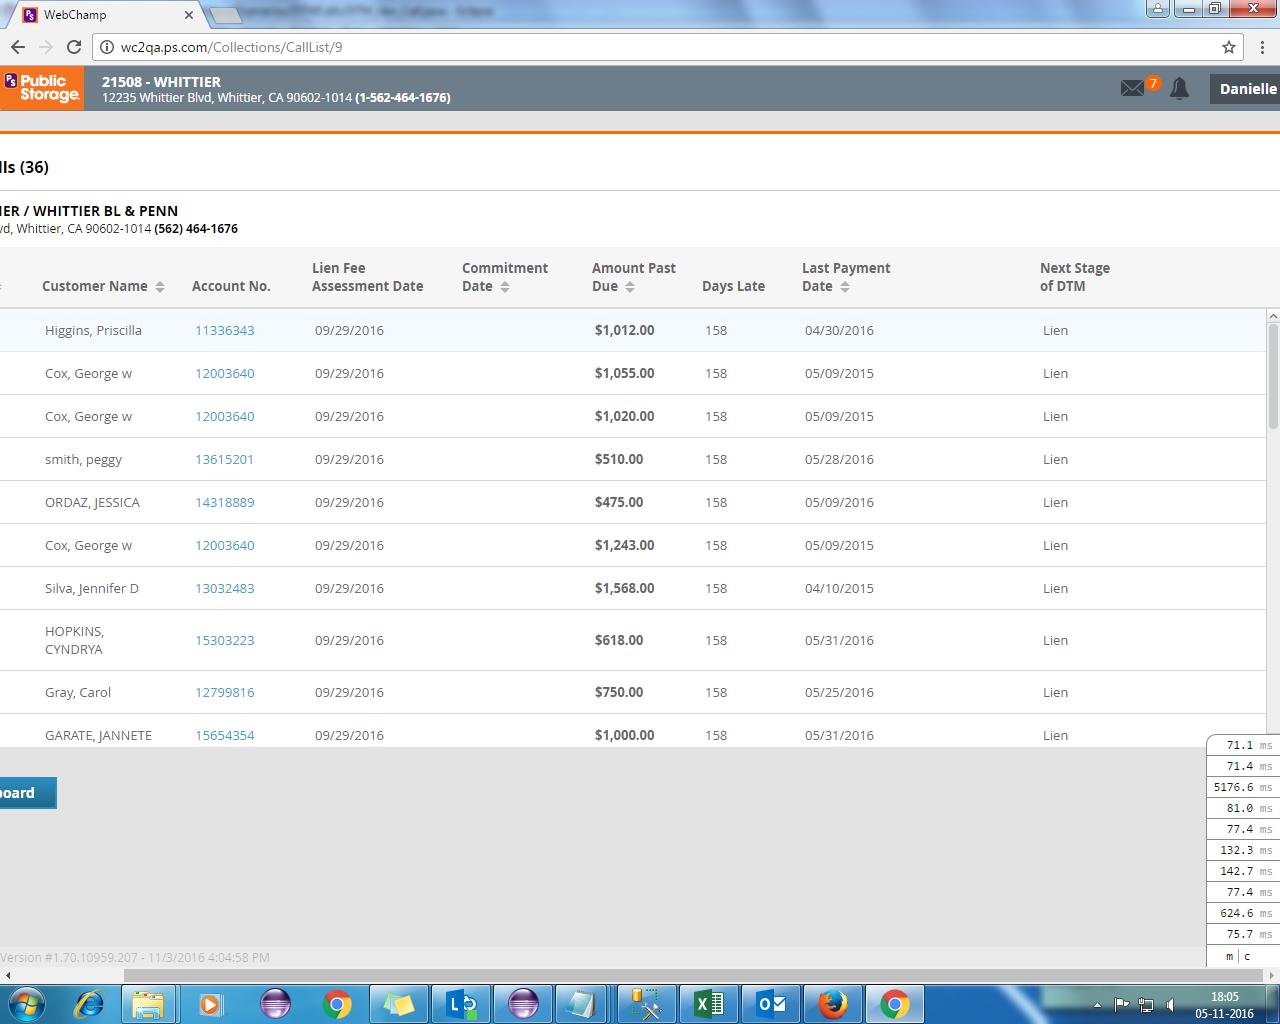 WebChamp
wc2qa.ps.com/Collections/CallList/9
PS Public Storage.
21508 - WHITTIER
12235 Whittier Blvd, Whittier, CA 90602-1014 (1-562-464-1676)
7
Danielle
lls (36)
IER / WHITTIER BL & PENN
vd, Whittier, CA 90602-1014 (562) 464-1676
Customer Name Account No. Lien Fee Assessment Date Commitment Date Amount Past Due Days Late Last Payment Date Next Stage of DTM
Higgins, Priscilla 11336343 09/29/2016 $1,012.00 158 04/30/2016 Lien
Cox, George w 12003640 09/29/2016 $1,055.00 158 05/09/2015 Lien
Cox, George w 12003640 09/29/2016 $1,020.00 158 05/09/2015 Lien
smith, peggy 13615201 09/29/2016 $510.00 158 05/28/2016 Lien
ORDAZ, JESSICA 14318889 09/29/2016 $475.00 158 05/09/2016 Lien
Cox, George w 12003640 09/29/2016 $1,243.00 158 05/09/2015 Lien
Silva, Jennifer D 13032483 09/29/2016 $1,568.00 158 04/10/2015 Lien
HOPKINS, CYNDRYA 15303223 09/29/2016 $618.00 158 05/31/2016 Lien
Gray, Carol 12799816 09/29/2016 $750.00 158 05/25/2016 Lien
GARATE, JANNETE 15654354 09/29/2016 $1,000.00 158 05/31/2016 Lien
71.1 ms
71.4 ms
5176.6 ms
81.0 ms
77.4 ms
132.3 ms
142.7 ms
77.4 ms
624.6 ms
75.7 ms
m c
board
Version #1.70.10959.207 - 11/3/2016 4:04:58 PM
18:05
05-11-2016